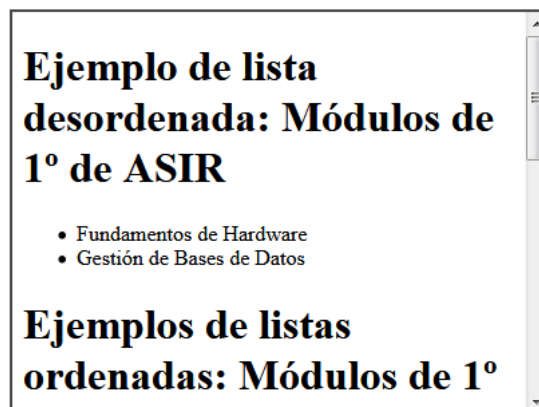 Ejemplo de lista
desordenada: Módulos de
1º de ASIR
• Fundamentos de Hardware
• Gestión de Bases de Datos
Ejemplos de listas
ordenadas: Módulos de 1º